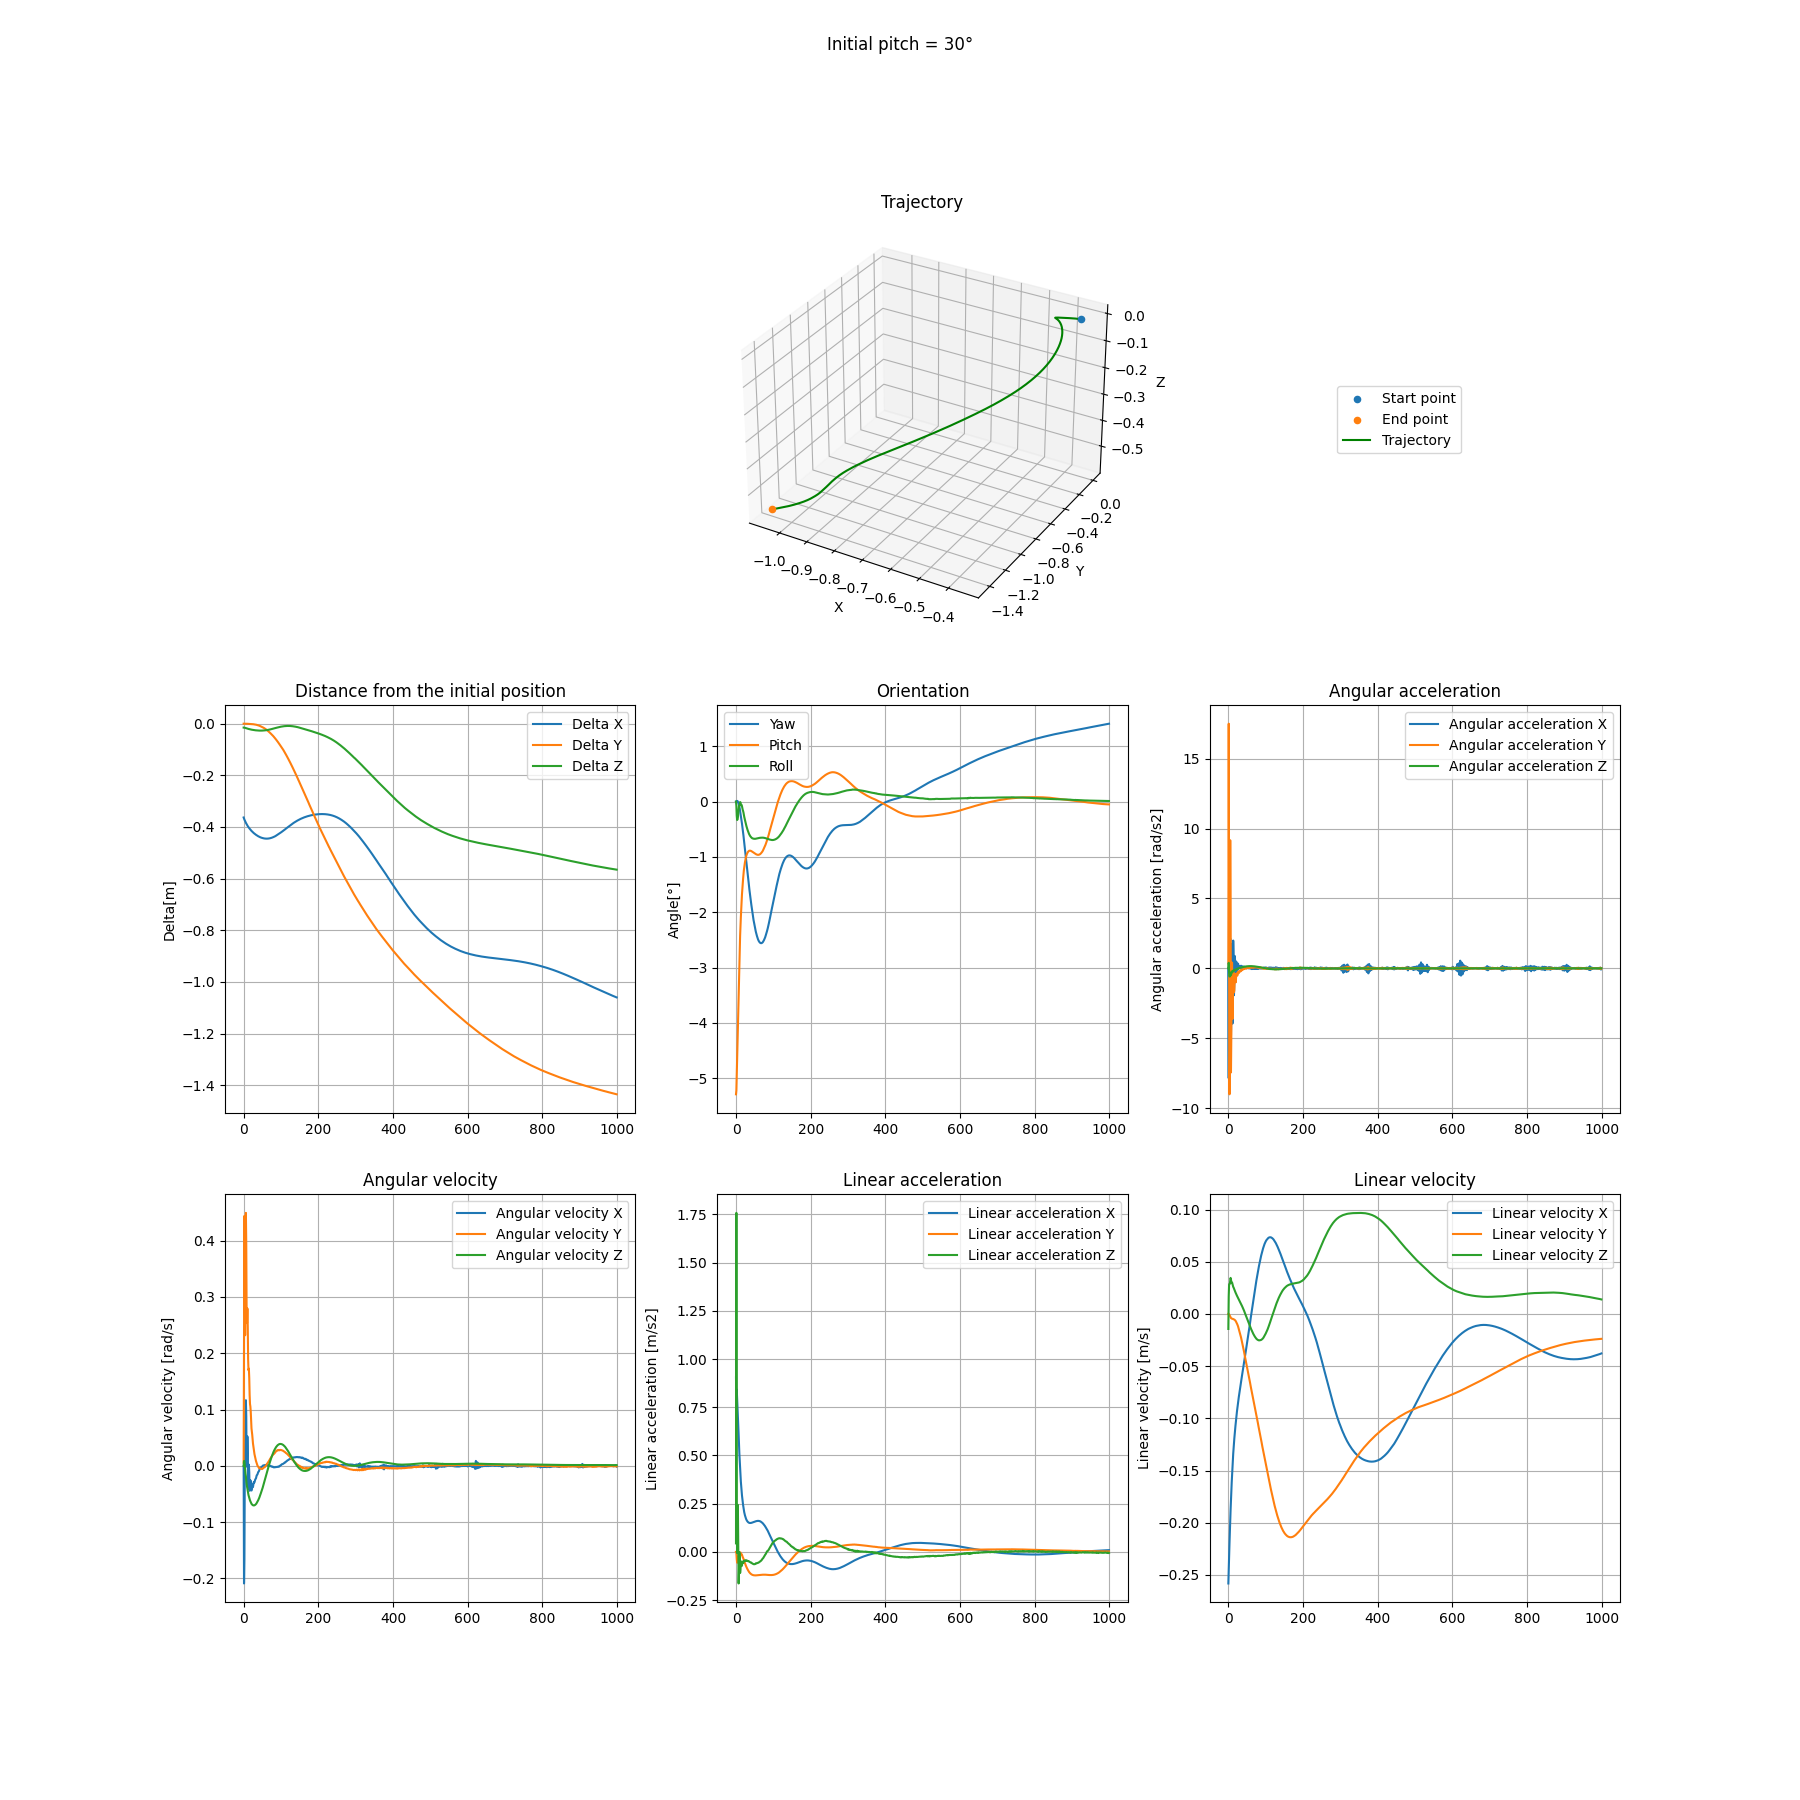 Initial pitch = 30°
Trajectory
0.0
−0.1
−0.2
−0.3
−0.4
−0.5
Z
0.0
−0.2
−0.4
−0.6
−0.8
−1.0
−1.2
−1.4
Y
−1.0
−0.9
−0.8
−0.7
−0.6
−0.5
−0.4
X
Start point
End point
Trajectory
Distance from the initial position
Delta X
Delta Y
Delta Z
Delta[m]
0.0
−0.2
−0.4
−0.6
−0.8
−1.0
−1.2
−1.4
0 200 400 600 800 1000
Orientation
Yaw
Pitch
Roll
Angle[°]
1
0
−1
−2
−3
−4
−5
0 200 400 600 800 1000
Angular acceleration
Angular acceleration X
Angular acceleration Y
Angular acceleration Z
Angular acceleration [rad/s2]
15
10
5
0
−5
−10
0 200 400 600 800 1000
Angular velocity
Angular velocity X
Angular velocity Y
Angular velocity Z
Angular velocity [rad/s]
0.4
0.3
0.2
0.1
0.0
−0.1
−0.2
0 200 400 600 800 1000
Linear acceleration
Linear acceleration X
Linear acceleration Y
Linear acceleration Z
Linear acceleration [m/s2]
1.75
1.50
1.25
1.00
0.75
0.50
0.25
0.00
−0.25
0 200 400 600 800 1000
Linear velocity
Linear velocity X
Linear velocity Y
Linear velocity Z
Linear velocity [m/s]
0.10
0.05
0.00
−0.05
−0.10
−0.15
−0.20
−0.25
0 200 400 600 800 1000